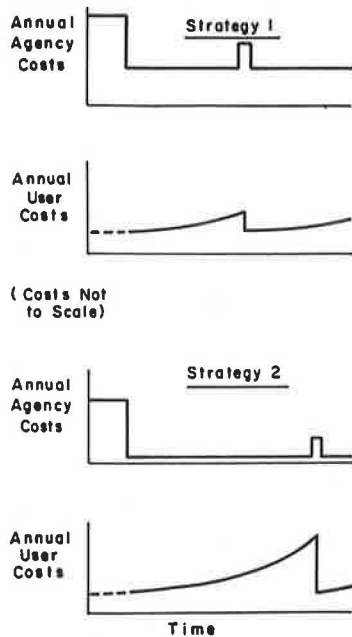 Annual
Agency
Costs
Strategy 1
Annual
User
Costs
(Costs Not
to Scale)
Strategy 2
Annual
Agency
Costs
Annual
User
Costs
Time